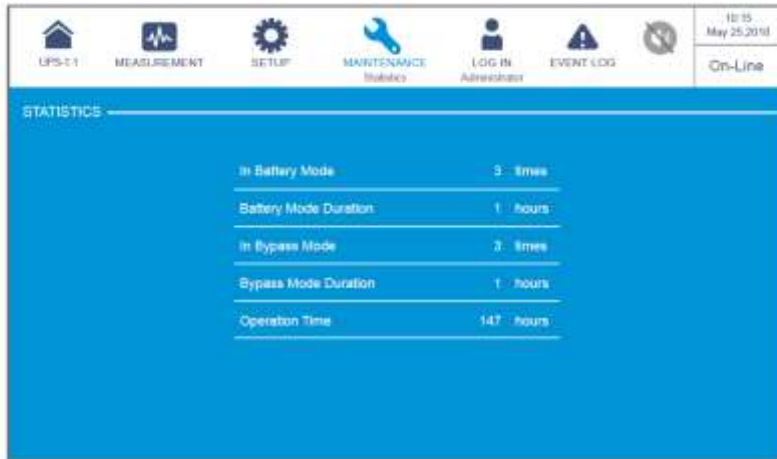 10:15
May 25,2018
UPS-1-1
MEASUREMENT
SETUP
MAINTENANCE
LOG IN
EVENT LOG
On-Line
Statistics
Administrator
STATISTICS
In Battery Mode 3 times
Battery Mode Duration 1 hours
In Bypass Mode 3 times
Bypass Mode Duration 1 hours
Operation Time 147 hours